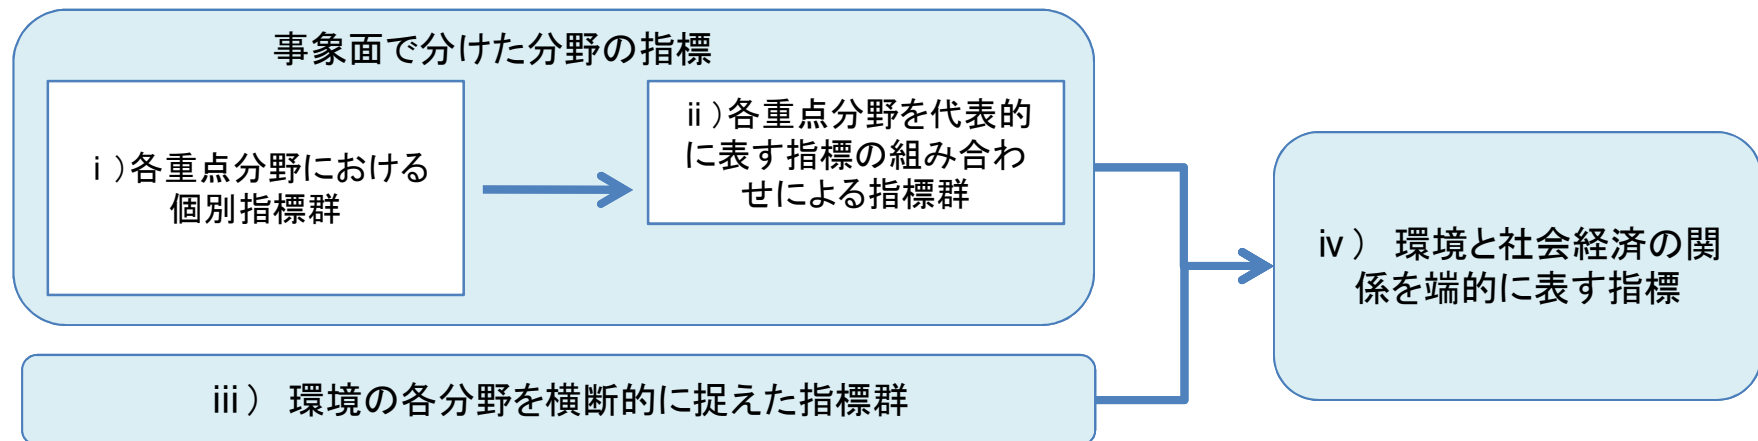 事象面で分けた分野の指標
ⅰ)各重点分野における
個別指標群
ⅱ)各重点分野を代表的
に表す指標の組み合わ
せによる指標群
ⅳ) 環境と社会経済の関
係を端的に表す指標
ⅲ) 環境の各分野を横断的に捉えた指標群